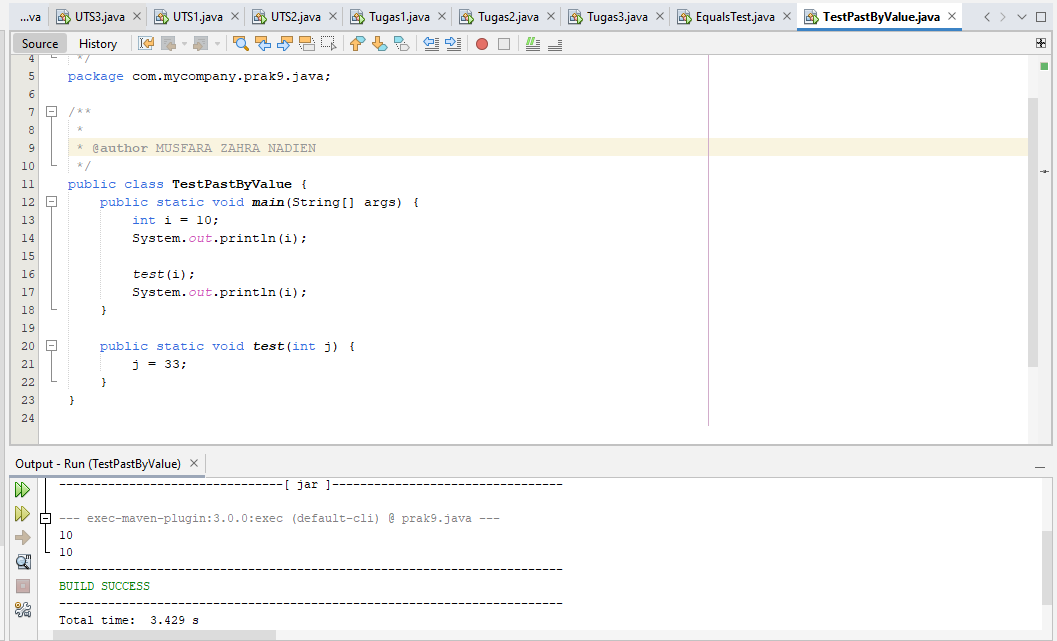 ...va UTS3.java UTS1.java UTS2.java Tugas1.java Tugas2.java Tugas3.java EqualsTest.java TestPastByValue.java
Source History
4 */
5 package com.mycompany.prak9.java;
6
7 /**
8 *
9 * @author MUSFARA ZAHRA NADIEN
10 */
11 public class TestPastByValue {
12 public static void main(String[] args) {
13 int i = 10;
14 System.out.println(i);
15
16 test(i);
17 System.out.println(i);
18 }
19
20 public static void test(int j) {
21 j = 33;
22 }
23 }
24
Output - Run (TestPastByValue)
--------------------------------[ jar ]---------------------------------
--- exec-maven-plugin:3.0.0:exec (default-cli) @ prak9.java ---
10
10
------------------------------------------------------------------------
BUILD SUCCESS
------------------------------------------------------------------------
Total time: 3.429 s